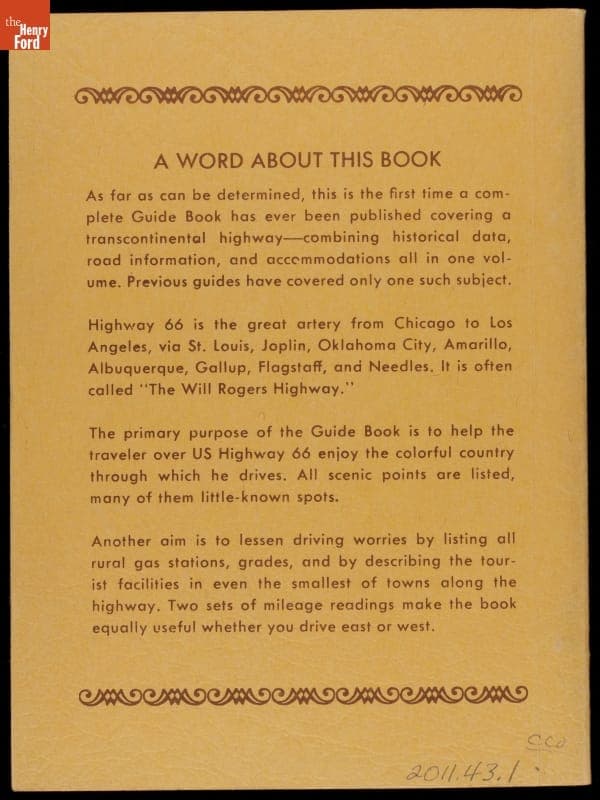 the
Henry
Ford
A WORD ABOUT THIS BOOK
As far as can be determined, this is the first time a com-
plete Guide Book has ever been published covering a
transcontinental highway—combining historical data,
road information, and accommodations all in one vol-
ume. Previous guides have covered only one such subject.
Highway 66 is the great artery from Chicago to Los
Angeles, via St. Louis, Joplin, Oklahoma City, Amarillo,
Albuquerque, Gallup, Flagstaff, and Needles. It is often
called "The Will Rogers Highway."
The primary purpose of the Guide Book is to help the
traveler over US Highway 66 enjoy the colorful country
through which he drives. All scenic points are listed,
many of them little-known spots.
Another aim is to lessen driving worries by listing all
rural gas stations, grades, and by describing the tour-
ist facilities in even the smallest of towns along the
highway. Two sets of mileage readings make the book
equally useful whether you drive east or west.
2011.43.1